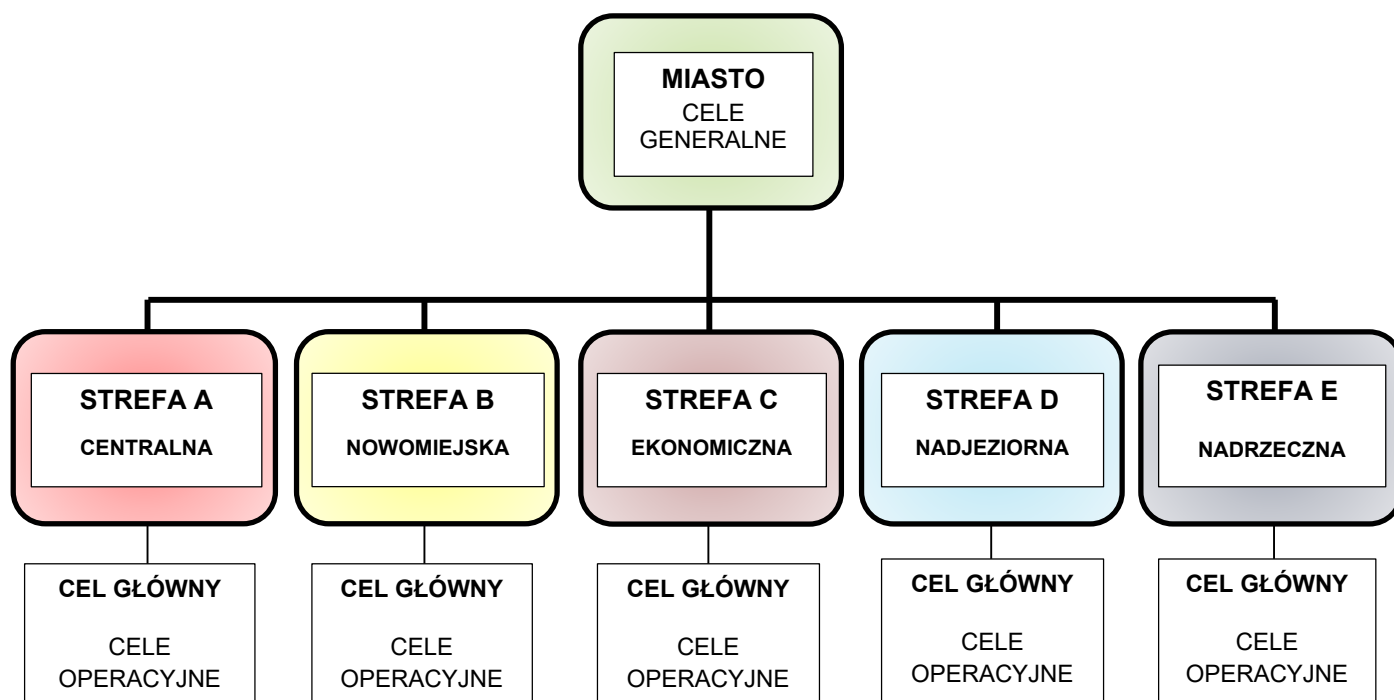 MIASTO
CELE
GENERALNE
STREFA A
CENTRALNA
STREFA B
NOWOMIEJSKA
STREFA C
EKONOMICZNA
STREFA D
NADJEZIORNA
STREFA E
NADRZECZNA
CEL GŁÓWNY
CELE
OPERACYJNE
CEL GŁÓWNY
CELE
OPERACYJNE
CEL GŁÓWNY
CELE
OPERACYJNE
CEL GŁÓWNY
CELE
OPERACYJNE
CEL GŁÓWNY
CELE
OPERACYJNE